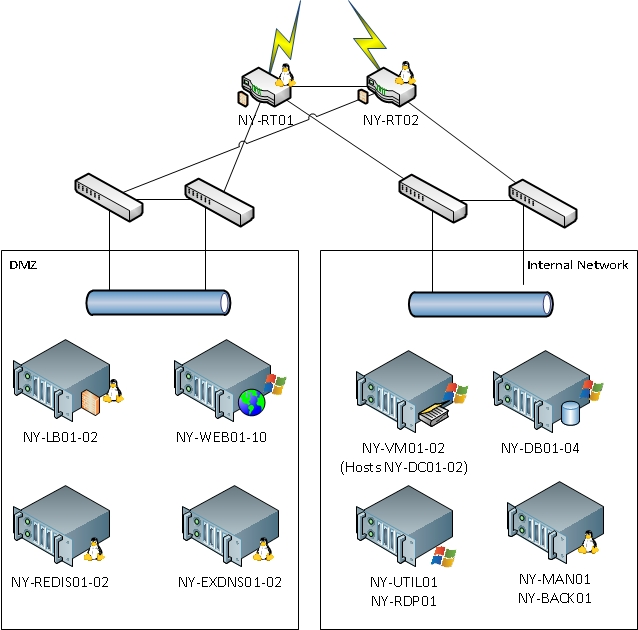 NY-RT01
NY-RT02
DMZ
NY-LB01-02
NY-WEB01-10
NY-REDIS01-02
NY-EXDNS01-02
Internal Network
NY-VM01-02
(Hosts NY-DC01-02)
NY-DB01-04
NY-UTIL01
NY-RDP01
NY-MAN01
NY-BACK01